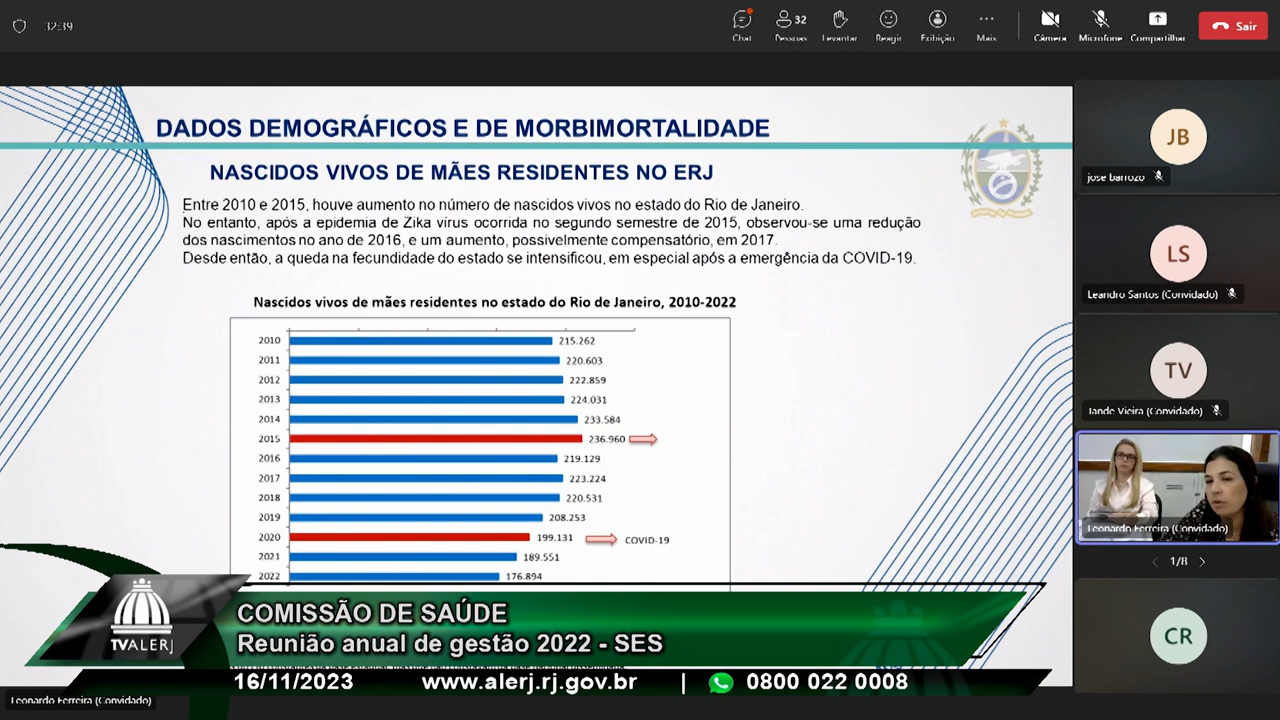 32:39
Chat
32
Pessoas
Levantar
Reagir
Exibição
Mais
Câmera
Microfone
Compartilhar
Sair
DADOS DEMOGRÁFICOS E DE MORBIMORTALIDADE
NASCIDOS VIVOS DE MÃES RESIDENTES NO ERJ
Entre 2010 e 2015, houve aumento no número de nascidos vivos no estado do Rio de Janeiro.
No entanto, após a epidemia de Zika vírus ocorrida no segundo semestre de 2015, observou-se uma redução
dos nascimentos no ano de 2016, e um aumento, possivelmente compensatório, em 2017.
Desde então, a queda na fecundidade do estado se intensificou, em especial após a emergência da COVID-19.
Nascidos vivos de mães residentes no estado do Rio de Janeiro, 2010-2022
2010 215.262
2011 220.603
2012 222.859
2013 224.031
2014 233.584
2015 236.960
2016 219.129
2017 223.224
2018 220.531
2019 208.253
2020 199.131 COVID-19
2021 189.551
2022 176.894
JB
jose barrozo
LS
Leandro Santos (Convidado)
TV
Tande Vieira (Convidado)
Leonardo Ferreira (Convidado)
1/8
CR
TVALERJ
COMISSÃO DE SAÚDE
Reunião anual de gestão 2022 - SES
16/11/2023 www.alerj.rj.gov.br | 0800 022 0008
Leonardo Ferreira (Convidado)